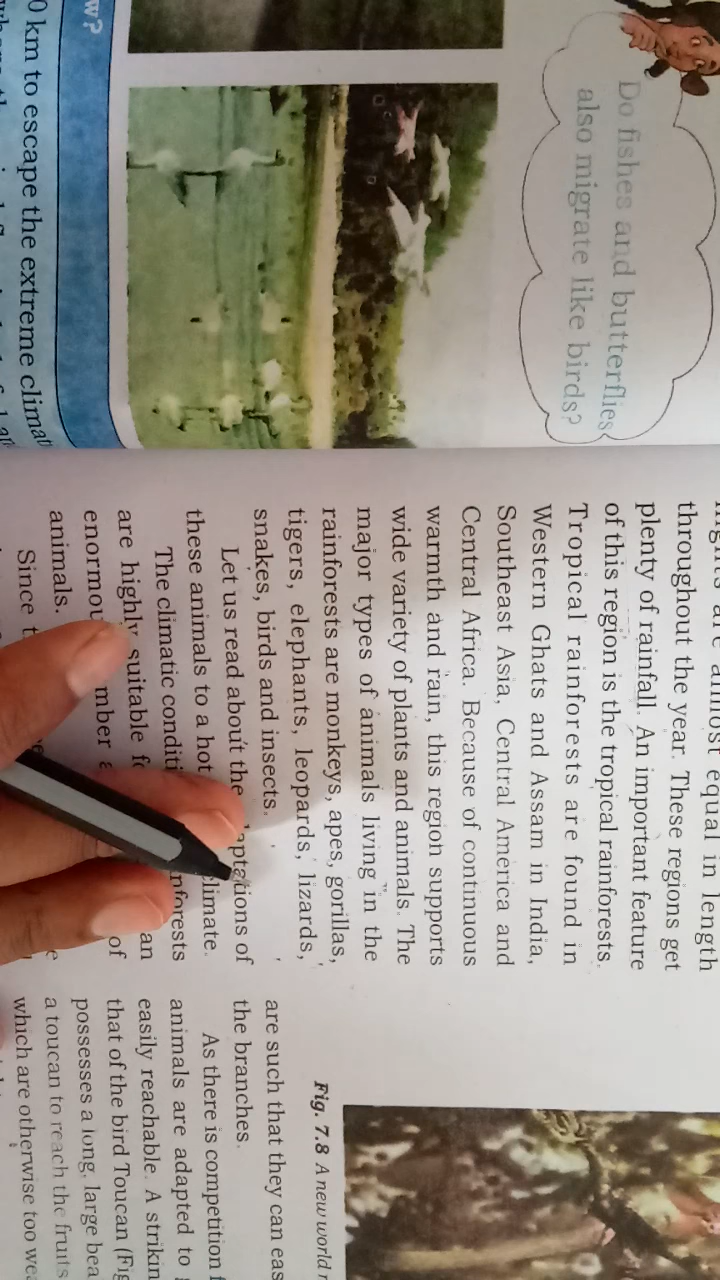 w?
0 km to escape the extreme climat
Do fishes and butterflies
also migrate like birds?
are almost equal in length
throughout the year. These regions get
plenty of rainfall. An important feature
of this region is the tropical rainforests.
Tropical rainforests are found in
Western Ghats and Assam in India,
Southeast Asia, Central America and
Central Africa. Because of continuous
warmth and rain, this region supports
wide variety of plants and animals. The
major types of animals living in the
rainforests are monkeys, apes, gorillas,
tigers, elephants, leopards, lizards,
snakes, birds and insects.
Let us read about the aptations of
these animals to a hot limate.
The climatic conditi nforests
are highly suitable f an
enormou mber of
animals.
Since
Fig. 7.8 A new world
are such that they can eas
the branches.
As there is competition f
animals are adapted to
easily reachable. A strikin
that of the bird Toucan (Fig
possesses a long, large bea
a toucan to reach the fruits
which are otherwise too wea